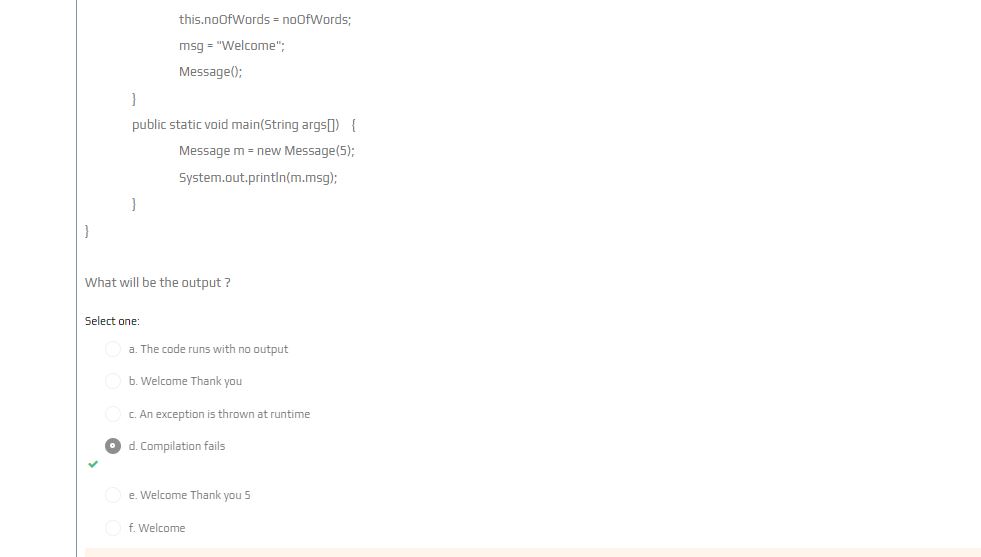 this.noOfWords = noOfWords;
msg = "Welcome";
Message();
}
public static void main(String args[]) {
Message m = new Message(5);
System.out.println(m.msg);
}
}
What will be the output ?
Select one:
a. The code runs with no output
b. Welcome Thank you
c. An exception is thrown at runtime
d. Compilation fails
e. Welcome Thank you 5
f. Welcome